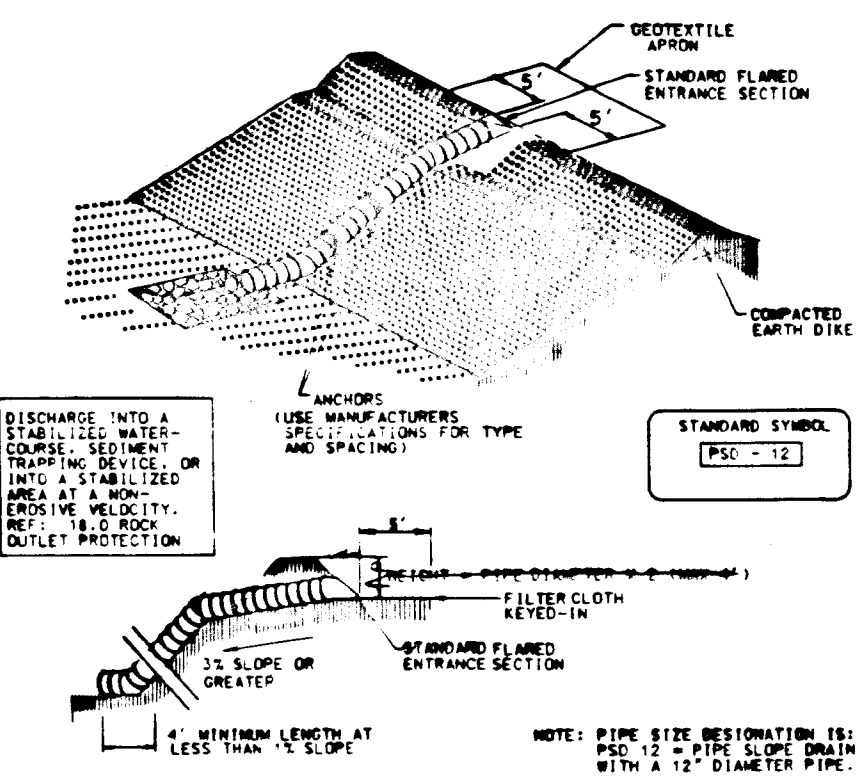 GEOTEXTILE
APRON
5'
STANDARD FLARED
ENTRANCE SECTION
5'
COMPACTED
EARTH DIKE
ANCHORS
(USE MANUFACTURERS
SPECIFICATIONS FOR TYPE
AND SPACING)
DISCHARGE INTO A
STABILIZED WATER-
COURSE, SEDIMENT
TRAPPING DEVICE, OR
INTO A STABILIZED
AREA AT A NON-
EROSIVE VELOCITY.
REF: 18.0 ROCK
OUTLET PROTECTION
STANDARD SYMBOL
PSD - 12
5'
HEIGHT PIPE DIAMETER
FILTER CLOTH
KEYED-IN
STANDARD FLARED
ENTRANCE SECTION
3% SLOPE OR
GREATER
4' MINIMUM LENGTH AT
LESS THAN 1% SLOPE
NOTE: PIPE SIZE DESIGNATION IS:
PSD 12 = PIPE SLOPE DRAIN
WITH A 12" DIAMETER PIPE.